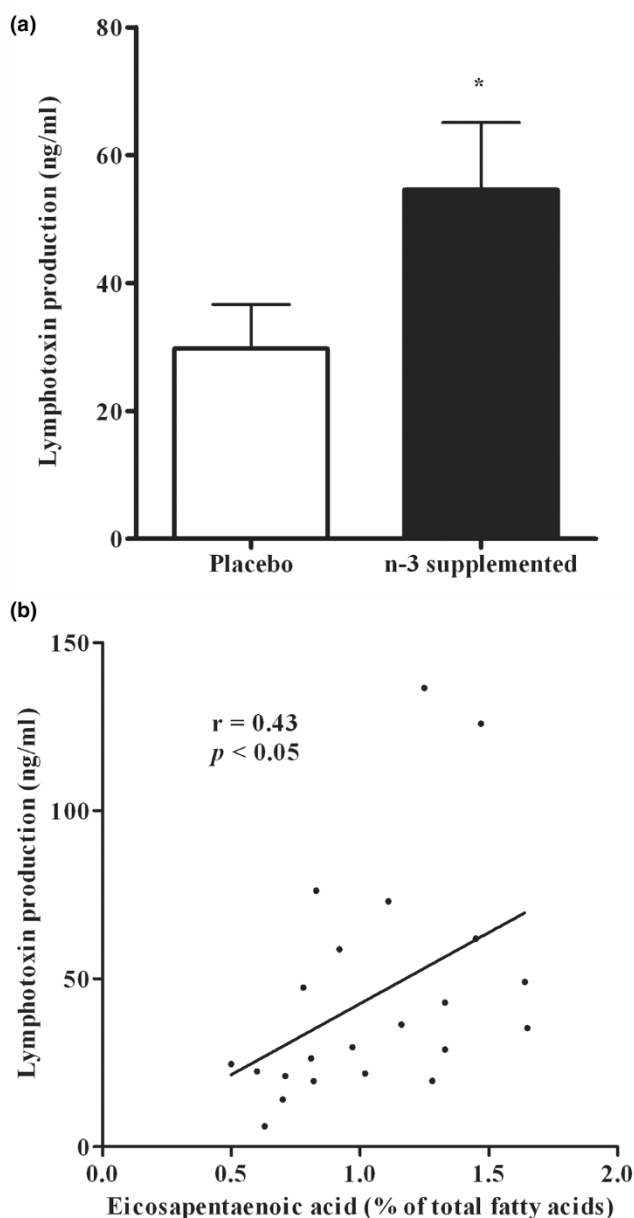 (a)
Lymphotoxin production (ng/ml)
80
60
40
20
0
*
Placebo
n-3 supplemented
(b)
Lymphotoxin production (ng/ml)
150
100
50
0
r = 0.43
p < 0.05
0.0 0.5 1.0 1.5 2.0
Eicosapentaenoic acid (% of total fatty acids)